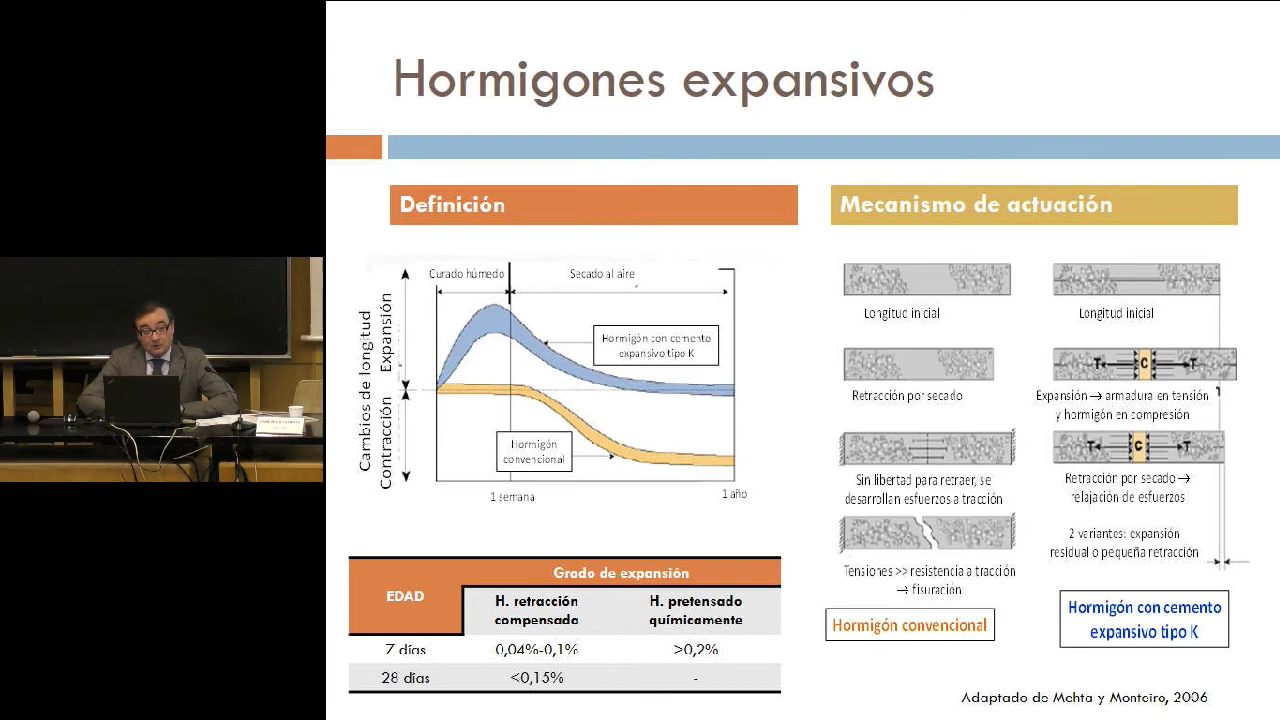 Hormigones expansivos
Definición
Cambios de longitud
Contracción Expansión
Curado húmedo
Secado al aire
Hormigón con cemento
expansivo tipo K
Hormigón
convencional
1 semana
1 año
EDAD
Grado de expansión
H. retracción
compensada
H. pretensado
químicamente
7 días 0,04%-0,1% >0,2%
28 días <0,15% -
Mecanismo de actuación
Longitud inicial
Retracción por secado
Sin libertad para retraer, se
desarrollan esfuerzos a tracción
Tensiones >> resistencia a tracción
→ fisuración
Hormigón convencional
Longitud inicial
T C T
Expansión → armadura en tensión
y hormigón en compresión
T C T
Retracción por secado →
relajación de esfuerzos
2 variantes: expansión
residual o pequeña retracción
Hormigón con cemento
expansivo tipo K
Adaptado de Mehta y Monteiro, 2006